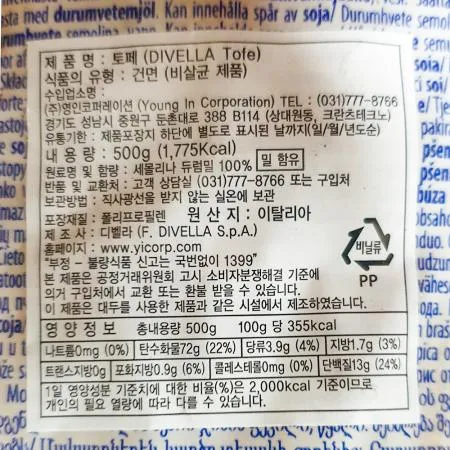 med durumvetemjöl. Kan innehålla spår av soja/ Durumhvete
제 품 명 : 토페 (DIVELLA Tofe)
식품의 유형 : 건면 (비살균 제품)
수입업소명 :
(주)영인코퍼레이션 (Young In Corporation) TEL : (031)777-8766
경기도 성남시 중원구 둔촌대로 388 B114 (상대원동, 크란츠테크노)
유통기한 : 제품포장지 하단에 별도로 표시된 날까지(일/월/년도순)
내 용 량 : 500g (1,775Kcal)
원료명 및 함량 : 세몰리나 듀럼밀 100% 밀 함유
반품 및 교환처 : 고객 상담실 (031)777-8766 또는 구입처
보관방법 : 직사광선을 받지 않는 실온에 보관
포장재질 : 폴리프로필렌 원 산 지 : 이탈리아
제 조 사 : 디벨라 (F. DIVELLA S.p.A.)
홈페이지 : www.yicorp.com
"부정 - 불량식품 신고는 국번없이 1399"
본 제품은 공정거래위원회 고시 소비자분쟁해결 기준에
의거 구입처에서 교환 또는 환불 받을 수 있습니다.
이 제품은 대두를 사용한 제품과 같은 시설에서 제조하였습니다.
비닐류
PP
영 양 정 보 총내용량 500g 100g 당 355kcal
나트륨0mg (0%) 탄수화물72g (22%) 당류3.9g (4%) 지방1.7g (3%)
트랜스지방0g 포화지방0.9g (6%) 콜레스테롤0mg (0%) 단백질13g (24%)
1일 영양성분 기준치에 대한 비율(%)은 2,000kcal 기준이므로
개인의 필요 열량에 따라 다를 수 있습니다.